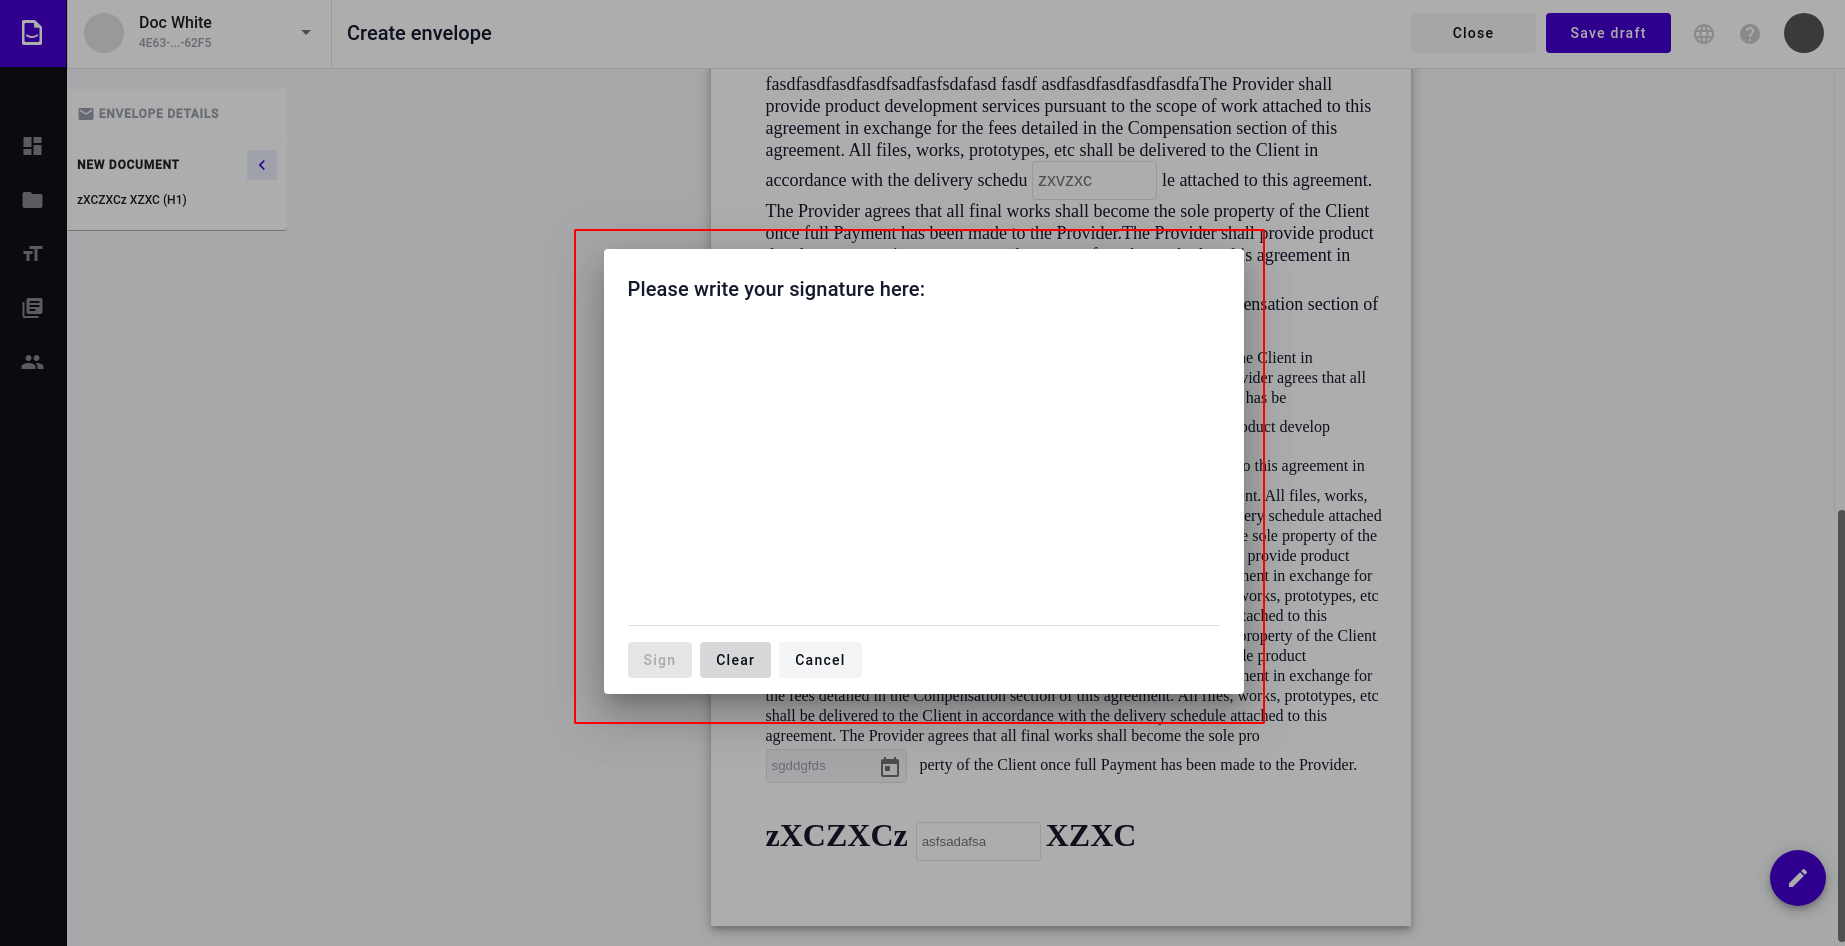 Doc White
4E63-...-62F5
Create envelope
Close
Save draft
ENVELOPE DETAILS
NEW DOCUMENT
zXCZXCz XZXC (H1)
fasdfasdfasdfasdfsadfasfsdafasd fasdf asdfasdfasdfasdfasdfaThe Provider shall
provide product development services pursuant to the scope of work attached to this
agreement in exchange for the fees detailed in the Compensation section of this
agreement. All files, works, prototypes, etc shall be delivered to the Client in
accordance with the delivery schedu zxvzxc le attached to this agreement.
The Provider agrees that all final works shall become the sole property of the Client
once full Payment has been made to the Provider.The Provider shall provide product
agreement in
section of
Client in
agrees that all
has be
develop
this agreement in
All files, works,
schedule attached
sole property of the
provide product
in exchange for
works, prototypes, etc
to this
property of the Client
product
in exchange for
Please write your signature here:
Sign
Clear
Cancel
the fees detailed in the Compensation section of this agreement. All files, works, prototypes, etc
shall be delivered to the Client in accordance with the delivery schedule attached to this
agreement. The Provider agrees that all final works shall become the sole pro
sgddgfds perty of the Client once full Payment has been made to the Provider.
zXCZXCz asfsadafsa XZXC